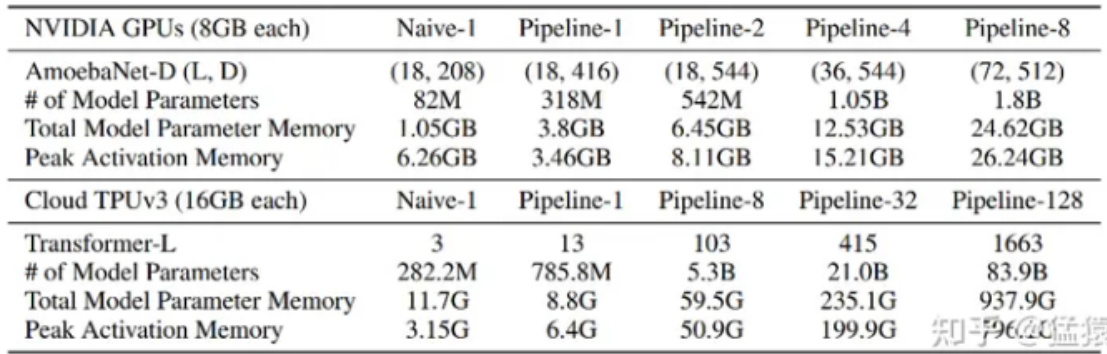 NVIDIA GPUs (8GB each) Naive-1 Pipeline-1 Pipeline-2 Pipeline-4 Pipeline-8
AmoebaNet-D (L, D) (18, 208) (18, 416) (18, 544) (36, 544) (72, 512)
# of Model Parameters 82M 318M 542M 1.05B 1.8B
Total Model Parameter Memory 1.05GB 3.8GB 6.45GB 12.53GB 24.62GB
Peak Activation Memory 6.26GB 3.46GB 8.11GB 15.21GB 26.24GB
Cloud TPUv3 (16GB each) Naive-1 Pipeline-1 Pipeline-8 Pipeline-32 Pipeline-128
Transformer-L 3 13 103 415 1663
# of Model Parameters 282.2M 785.8M 5.3B 21.0B 83.9B
Total Model Parameter Memory 11.7G 8.8G 59.5G 235.1G 937.9G
Peak Activation Memory 3.15G 6.4G 50.9G 199.9G
知乎 @猛猿